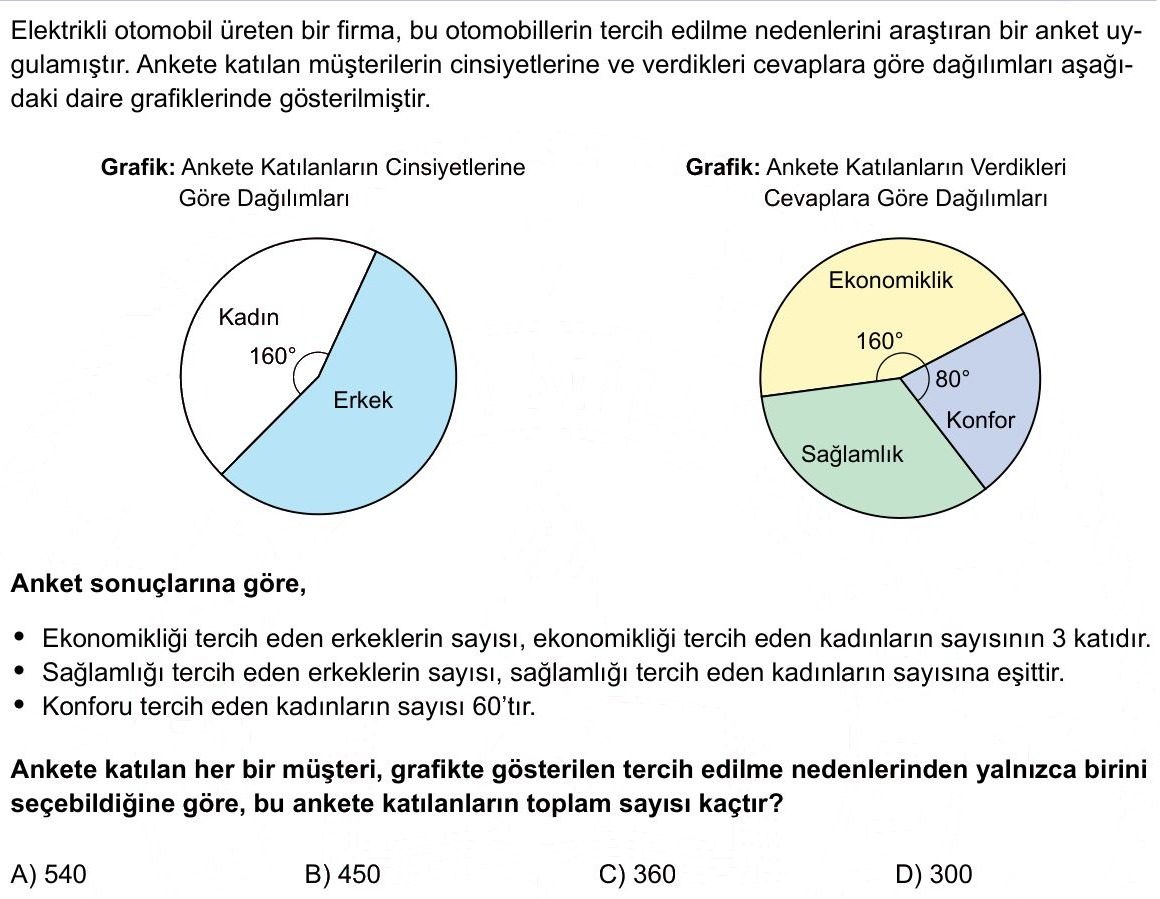 Elektrikli otomobil üreten bir firma, bu otomobillerin tercih edilme nedenlerini araştıran bir anket uy-
gulamıştır. Ankete katılan müşterilerin cinsiyetlerine ve verdikleri cevaplara göre dağılımları aşağı-
daki daire grafiklerinde gösterilmiştir.
Grafik: Ankete Katılanların Cinsiyetlerine
Göre Dağılımları
Kadın
160°
Erkek
Grafik: Ankete Katılanların Verdikleri
Cevaplara Göre Dağılımları
Ekonomiklik
160°
80°
Konfor
Sağlamlık
Anket sonuçlarına göre,
• Ekonomikliği tercih eden erkeklerin sayısı, ekonomikliği tercih eden kadınların sayısının 3 katıdır.
• Sağlamlığı tercih eden erkeklerin sayısı, sağlamlığı tercih eden kadınların sayısına eşittir.
• Konforu tercih eden kadınların sayısı 60’tır.
Ankete katılan her bir müşteri, grafikte gösterilen tercih edilme nedenlerinden yalnızca birini
seçebildiğine göre, bu ankete katılanların toplam sayısı kaçtır?
A) 540 B) 450 C) 360 D) 300